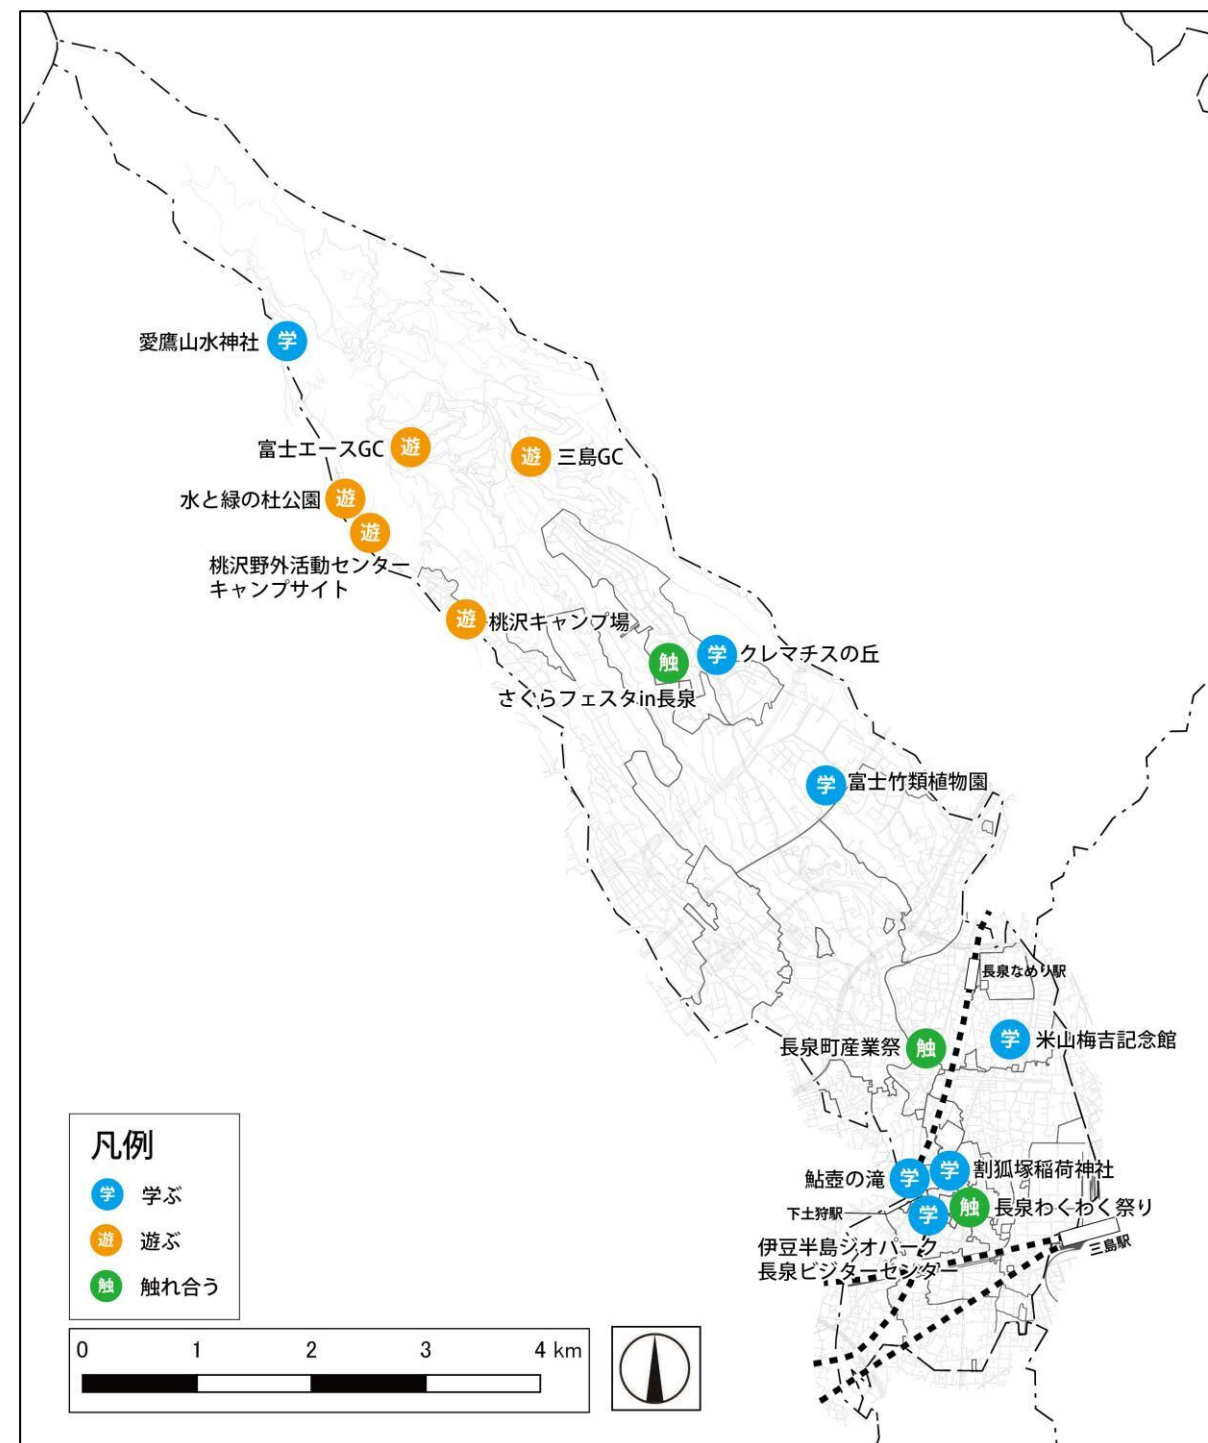 愛鷹山水神社
学
富士エースGC
遊
遊
三島GC
水と緑の杜公園
遊
遊
桃沢野外活動センター
キャンプサイト
遊
桃沢キャンプ場
触
学
クレマチスの丘
さくらフェスタin長泉
学
富士竹類植物園
長泉なめり駅
長泉町産業祭
触
学
米山梅吉記念館
鮎壺の滝
学
学
割狐塚稲荷神社
下土狩駅
学
触
長泉わくわく祭り
伊豆半島ジオパーク
長泉ビジターセンター
三島駅
凡例
学 学ぶ
遊 遊ぶ
触 触れ合う
0 1 2 3 4 km